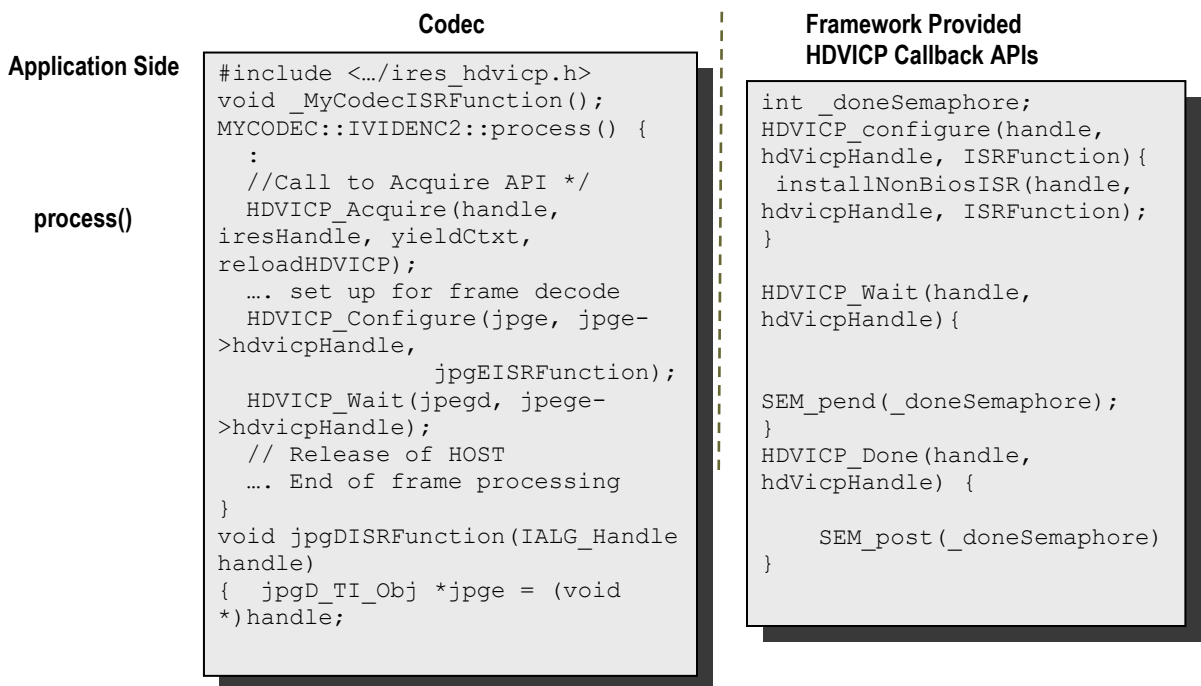 Codec
Framework Provided
HDVICP Callback APIs
Application Side
process()
#include <…/ires_hdvicp.h>
void _MyCodecISRFunction();
MYCODEC::IVIDENC2::process() {
:
//Call to Acquire API */
HDVICP_Acquire(handle,
iresHandle, yieldCtxt,
reloadHDVICP);
…. set up for frame decode
HDVICP_Configure(jpge, jpge-
>hdvicpHandle,
jpgEISRFunction);
HDVICP_Wait(jpegd, jpege-
>hdvicpHandle);
// Release of HOST
…. End of frame processing
}
void jpgDISRFunction(IALG_Handle
handle)
{ jpgD_TI_Obj *jpge = (void
*)handle;
int _doneSemaphore;
HDVICP_configure(handle,
hdVicpHandle, ISRFunction){
installNonBiosISR(handle,
hdvicpHandle, ISRFunction);
}
HDVICP_Wait(handle,
hdVicpHandle){
SEM_pend(_doneSemaphore);
}
HDVICP_Done(handle,
hdVicpHandle) {
SEM_post(_doneSemaphore)
}